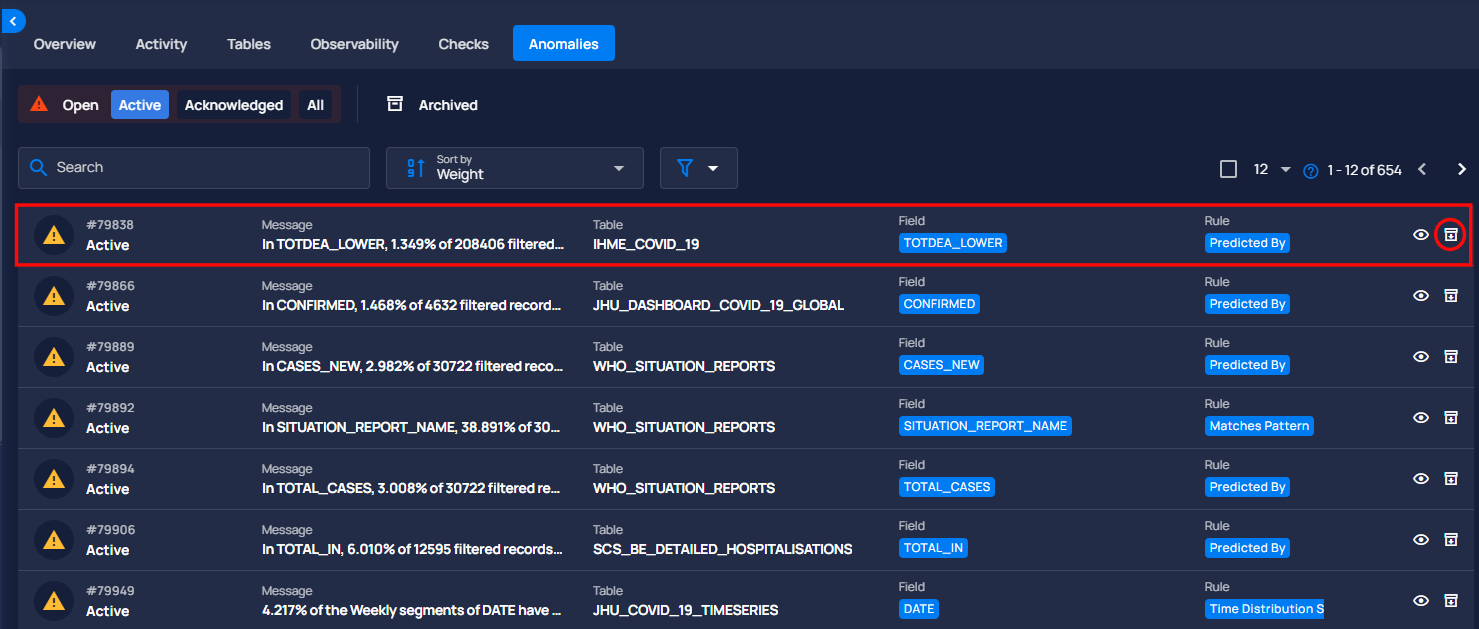 Overview Activity Tables Observability Checks Anomalies
Open Active Acknowledged All Archived
Search Sort by Weight 12 1 - 12 of 654
#79838 Message Table Field Rule
Active In TOTDEA_LOWER, 1.349% of 208406 filtered... IHME_COVID_19 TOTDEA_LOWER Predicted By
#79866 Message Table Field Rule
Active In CONFIRMED, 1.468% of 4632 filtered record... JHU_DASHBOARD_COVID_19_GLOBAL CONFIRMED Predicted By
#79889 Message Table Field Rule
Active In CASES_NEW, 2.982% of 30722 filtered reco... WHO_SITUATION_REPORTS CASES_NEW Predicted By
#79892 Message Table Field Rule
Active In SITUATION_REPORT_NAME, 38.891% of 30... WHO_SITUATION_REPORTS SITUATION_REPORT_NAME Matches Pattern
#79894 Message Table Field Rule
Active In TOTAL_CASES, 3.008% of 30722 filtered re... WHO_SITUATION_REPORTS TOTAL_CASES Predicted By
#79906 Message Table Field Rule
Active In TOTAL_IN, 6.010% of 12595 filtered records... SCS_BE_DETAILED_HOSPITALISATIONS TOTAL_IN Predicted By
#79949 Message Table Field Rule
Active 4.217% of the Weekly segments of DATE have ... JHU_COVID_19_TIMESERIES DATE Time Distribution S